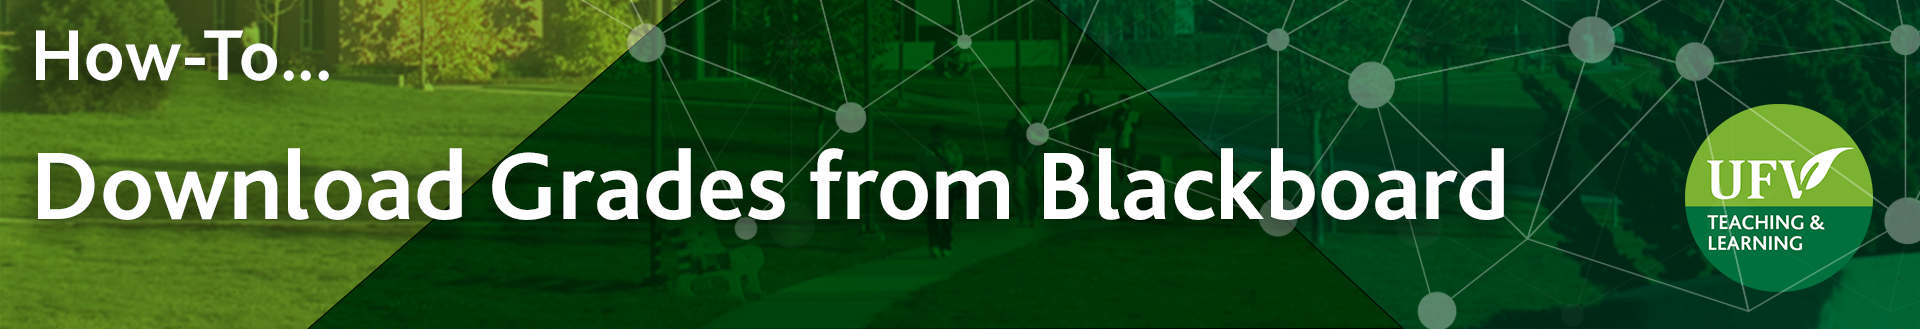 How-To...
Download Grades from Blackboard
UFV
TEACHING &
LEARNING